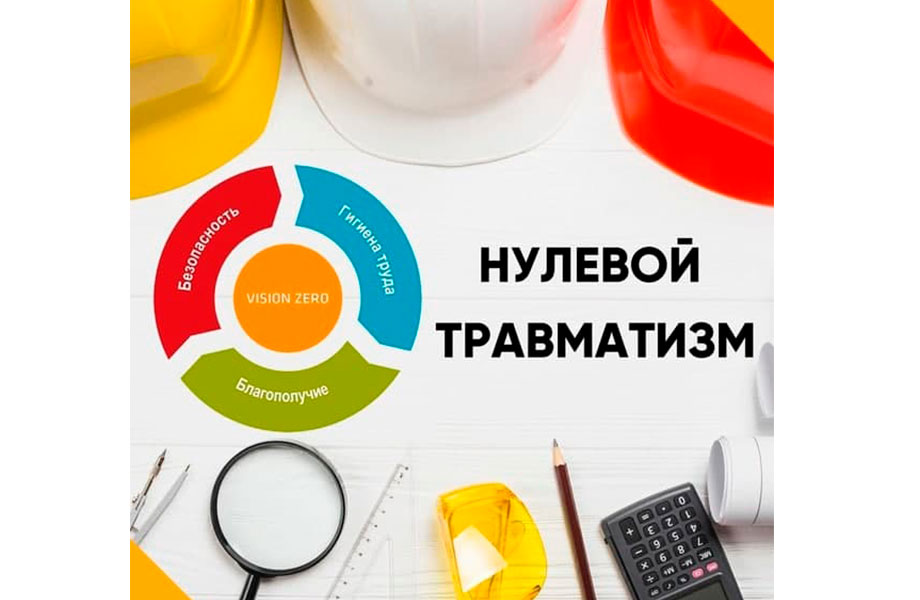 Безопасность
Гигиена труда
VISION ZERO
Благополучие
НУЛЕВОЙ
ТРАВМАТИЗМ